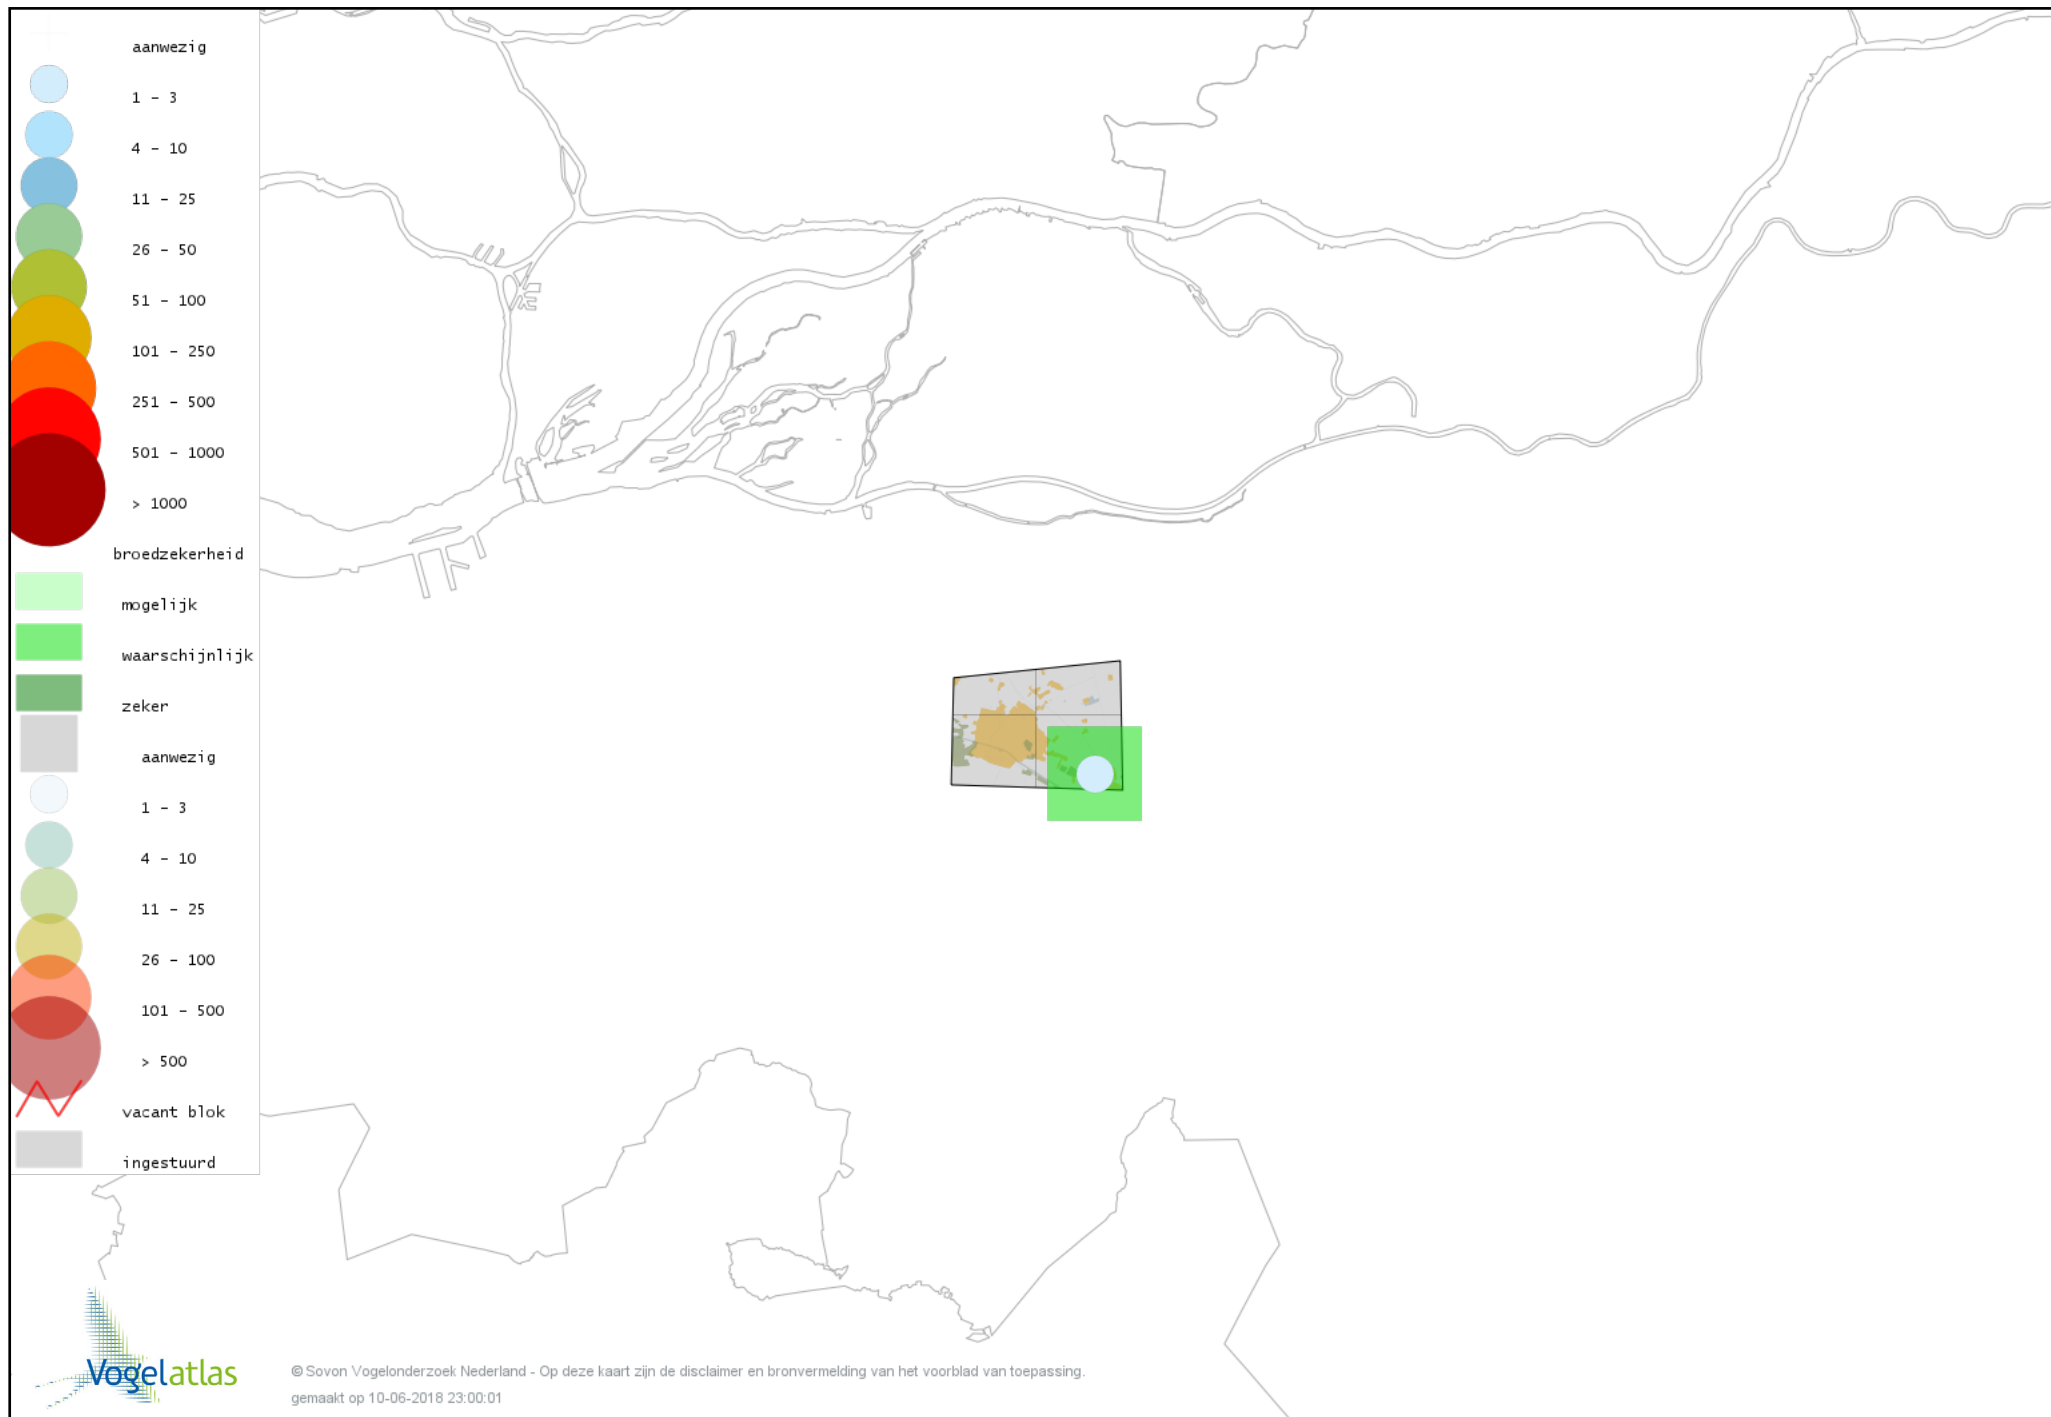 aanwezig
1 - 3
4 - 10
11 - 25
26 - 50
51 - 100
101 - 250
251 - 500
501 - 1000
> 1000
broedzekerheid
mogelijk
waarschijnlijk
zeker
aanwezig
1 - 3
4 - 10
11 - 25
26 - 100
101 - 500
> 500
vacant blok
ingestuurd
Vogelatlas
© Sovon Vogelonderzoek Nederland - Op deze kaart zijn de disclaimer en bronvermelding van het voorblad van toepassing.
gemaakt op 10-06-2018 23:00:01